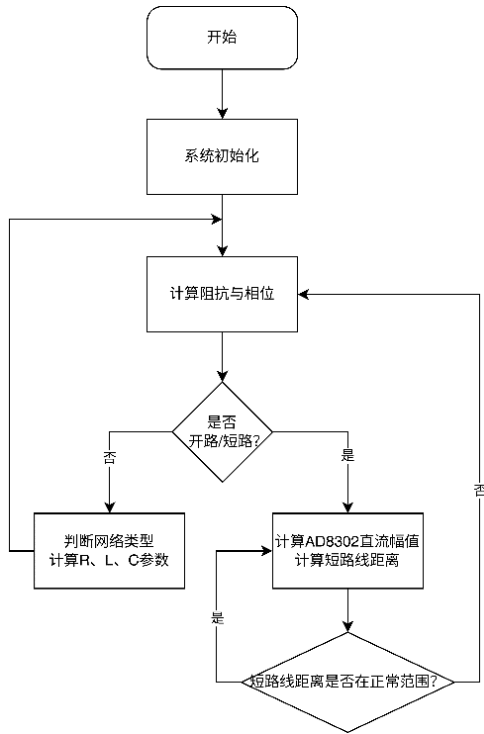 开始
系统初始化
计算阻抗与相位
是否
开路/短路？
否
是
判断网络类型
计算R、L、C参数
计算AD8302直流幅值
计算短路线距离
否
是
短路线距离是否在正常范围？